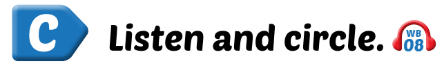 C Listen and circle. WB 08